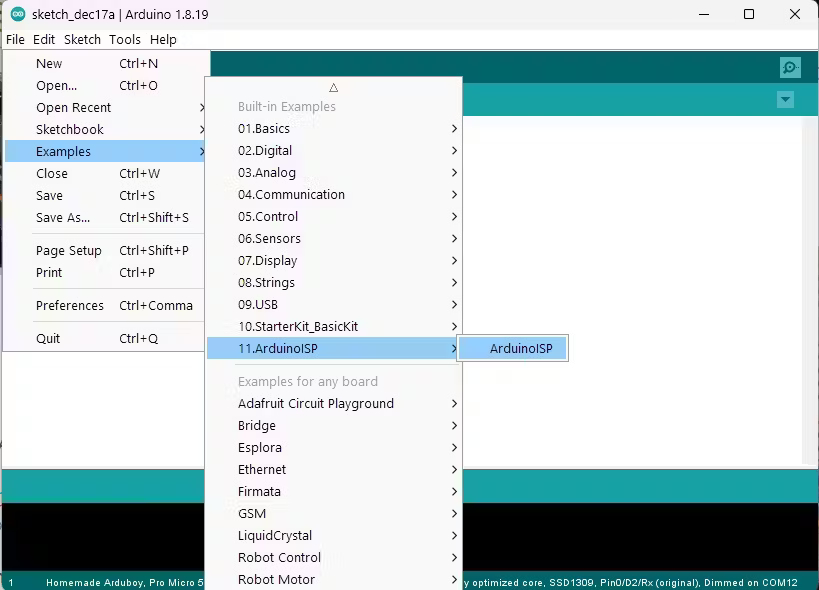 sketch_dec17a | Arduino 1.8.19
File Edit Sketch Tools Help
New Ctrl+N
Open... Ctrl+O
Open Recent
Sketchbook
Examples
Close Ctrl+W
Save Ctrl+S
Save As... Ctrl+Shift+S
Page Setup Ctrl+Shift+P
Print Ctrl+P
Preferences Ctrl+Comma
Quit Ctrl+Q
Built-in Examples
01.Basics
02.Digital
03.Analog
04.Communication
05.Control
06.Sensors
07.Display
08.Strings
09.USB
10.StarterKit_BasicKit
11.ArduinoISP
ArduinoISP
Examples for any board
Adafruit Circuit Playground
Bridge
Esplora
Ethernet
Firmata
GSM
LiquidCrystal
Robot Control
Robot Motor
1 Homemade Arduboy, Pro Micro 5 y optimized core, SSD1309, Pin0/D2/Rx (original), Dimmed on COM12